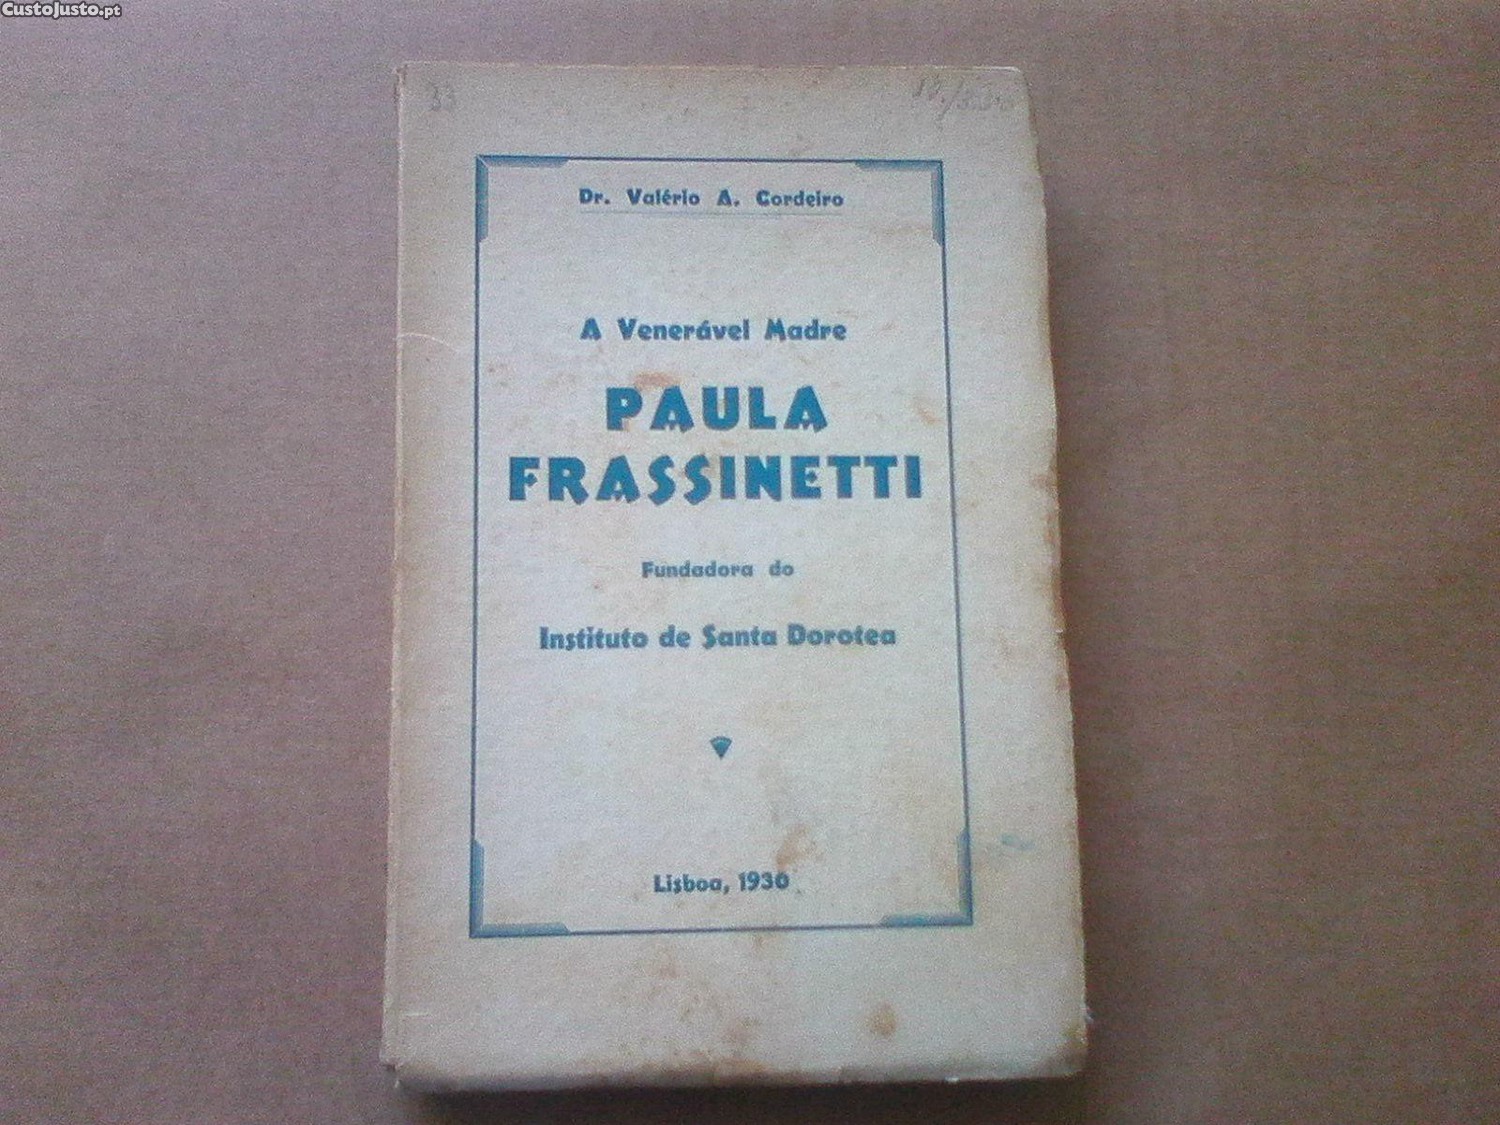 CustoJusto.pt
33
Dr. Valério A. Cordeiro
A Venerável Madre
PAULA
FRASSINETTI
Fundadora do
Instituto de Santa Dorotea
Lisboa, 1930